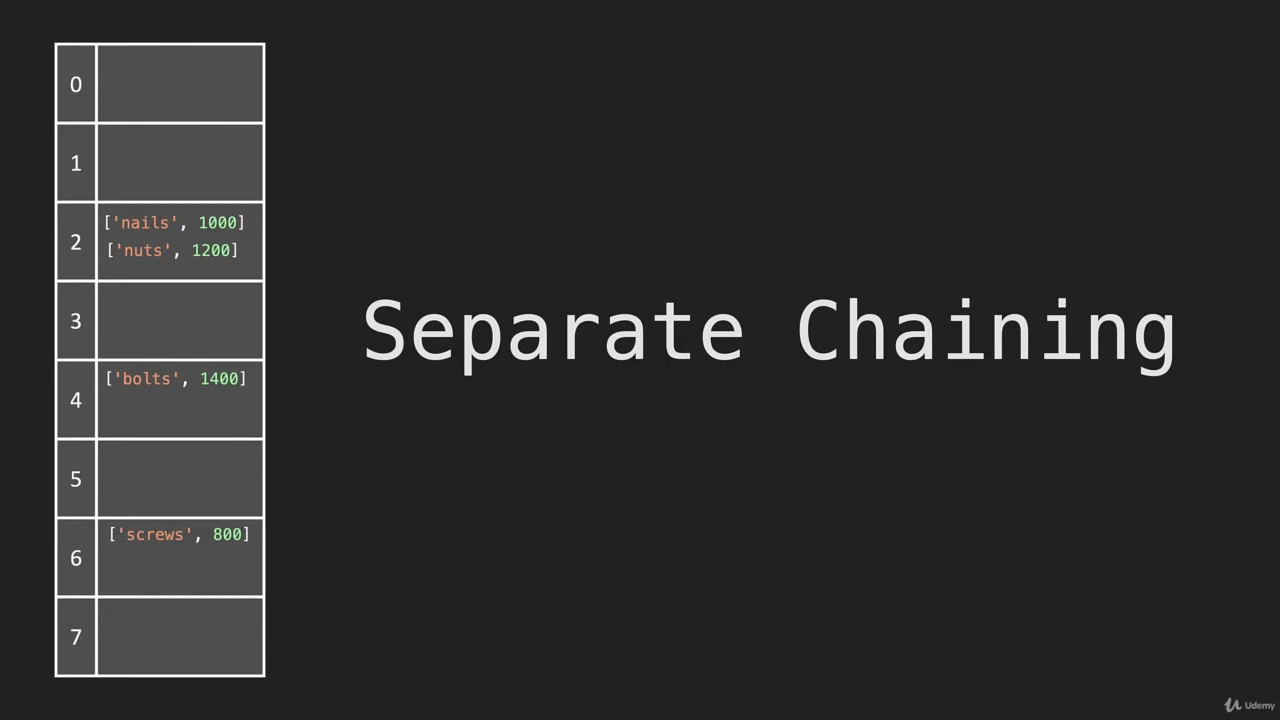 0
1
2
['nails', 1000]
['nuts', 1200]
3
4
['bolts', 1400]
5
6
['screws', 800]
7
Separate Chaining
Udemy